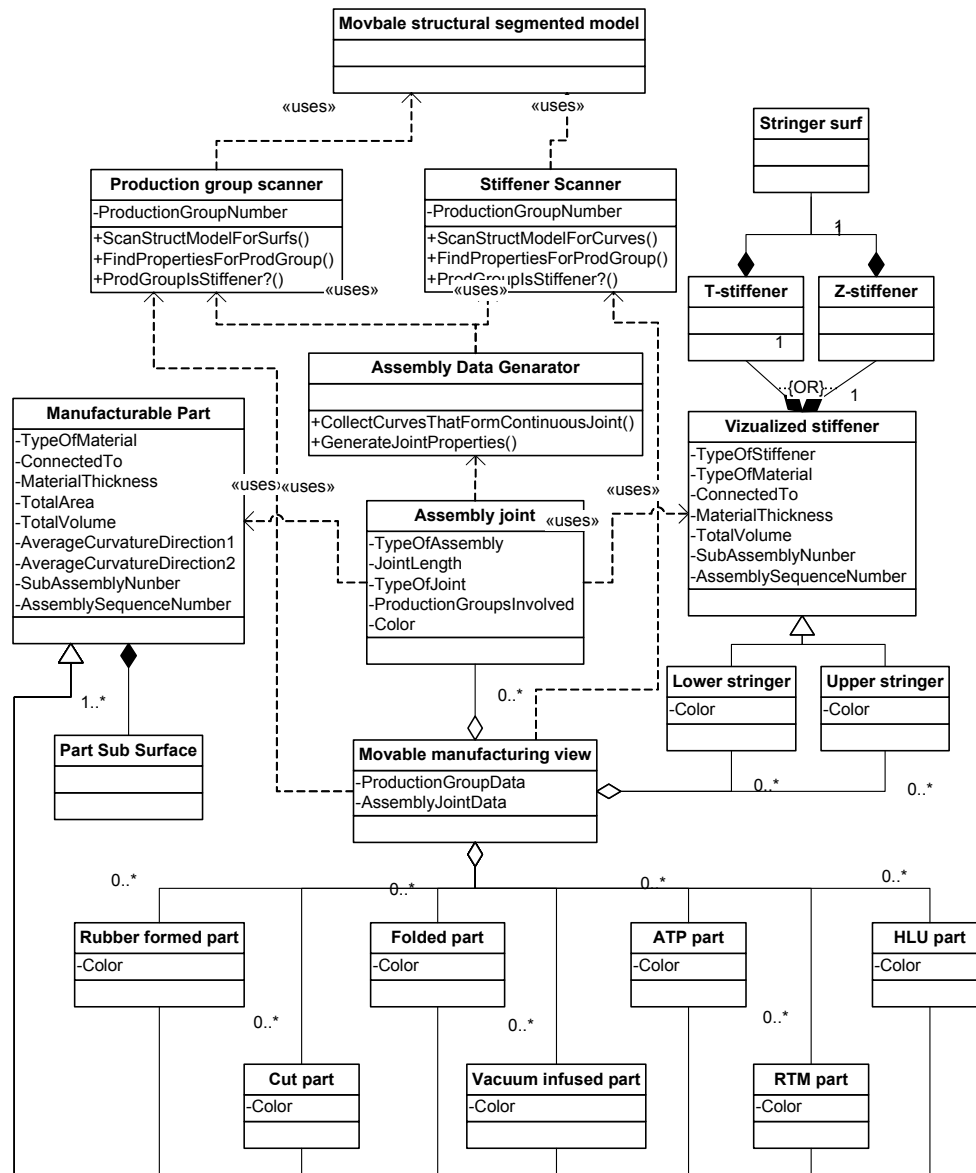 Movbale structural segmented model
«uses»
«uses»
Stringer surf
Production group scanner
-ProductionGroupNumber
+ScanStructModelForSurfs()
+FindPropertiesForProdGroup()
+ProdGroupIsStiffener?()
Stiffener Scanner
-ProductionGroupNumber
+ScanStructModelForCurves()
+FindPropertiesForProdGroup()
+ProdGroupIsStiffener?()
«uses»
«uses»
1
1
T-stiffener
Z-stiffener
1
1
...{OR}...
Assembly Data Genarator
+CollectCurvesThatFormContinuousJoint()
+GenerateJointProperties()
Manufacturable Part
-TypeOfMaterial
-ConnectedTo
-MaterialThickness
-TotalArea
-TotalVolume
-AverageCurvatureDirection1
-AverageCurvatureDirection2
-SubAssemblyNunber
-AssemblySequenceNumber
«uses»
«uses»
Vizualized stiffener
-TypeOfStiffener
-TypeOfMaterial
-ConnectedTo
-MaterialThickness
-TotalVolume
-SubAssemblyNunber
-AssemblySequenceNumber
Assembly joint
-TypeOfAssembly
-JointLength
-TypeOfJoint
-ProductionGroupsInvolved
-Color
«uses»
«uses»
1..*
0..*
Lower stringer
-Color
Upper stringer
-Color
Part Sub Surface
Movable manufacturing view
-ProductionGroupData
-AssemblyJointData
0..*
0..*
0..*
0..*
0..*
0..*
Rubber formed part
-Color
Folded part
-Color
ATP part
-Color
HLU part
-Color
0..*
0..*
0..*
Cut part
-Color
Vacuum infused part
-Color
RTM part
-Color